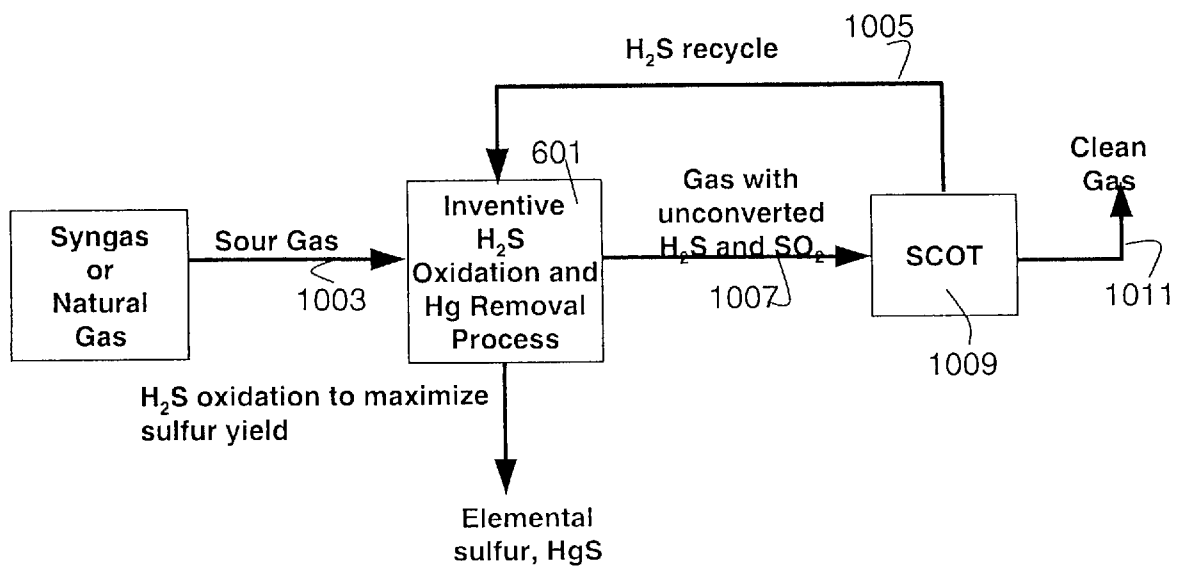 1005
H₂S recycle
601
Clean
Gas
Inventive
H₂S
Oxidation and
Hg Removal
Process
Gas with
unconverted
H₂S and SO₂
Syngas
or
Natural
Gas
Sour Gas
1003
1007
SCOT
1009
1011
H₂S oxidation to maximize
sulfur yield
Elemental
sulfur, HgS